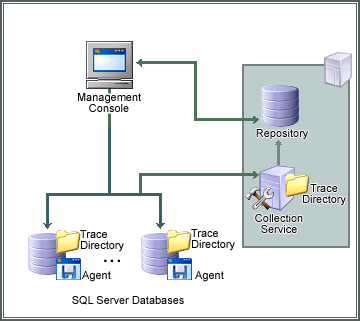 Management
Console
Repository
Trace
Directory
Collection
Service
Trace
Directory
Agent
...
Trace
Directory
Agent
SQL Server Databases